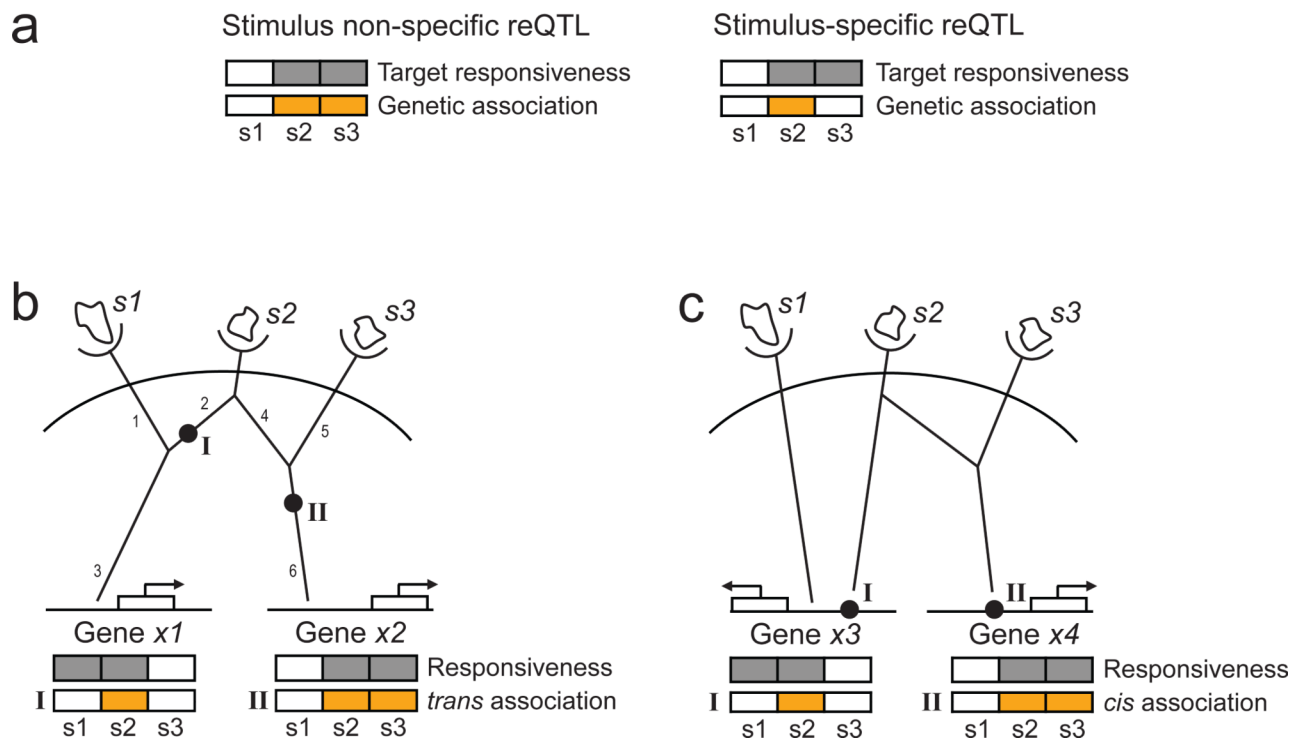 a
Stimulus non-specific reQTL
Target responsiveness
Genetic association
s1 s2 s3
Stimulus-specific reQTL
Target responsiveness
Genetic association
s1 s2 s3
b
s1
s2
s3
1
2
4
5
I
II
3
6
Gene x1
Gene x2
Responsiveness
I
II
trans association
s1 s2 s3
s1 s2 s3
c
s1
s2
s3
I
II
Gene x3
Gene x4
Responsiveness
I
II
cis association
s1 s2 s3
s1 s2 s3